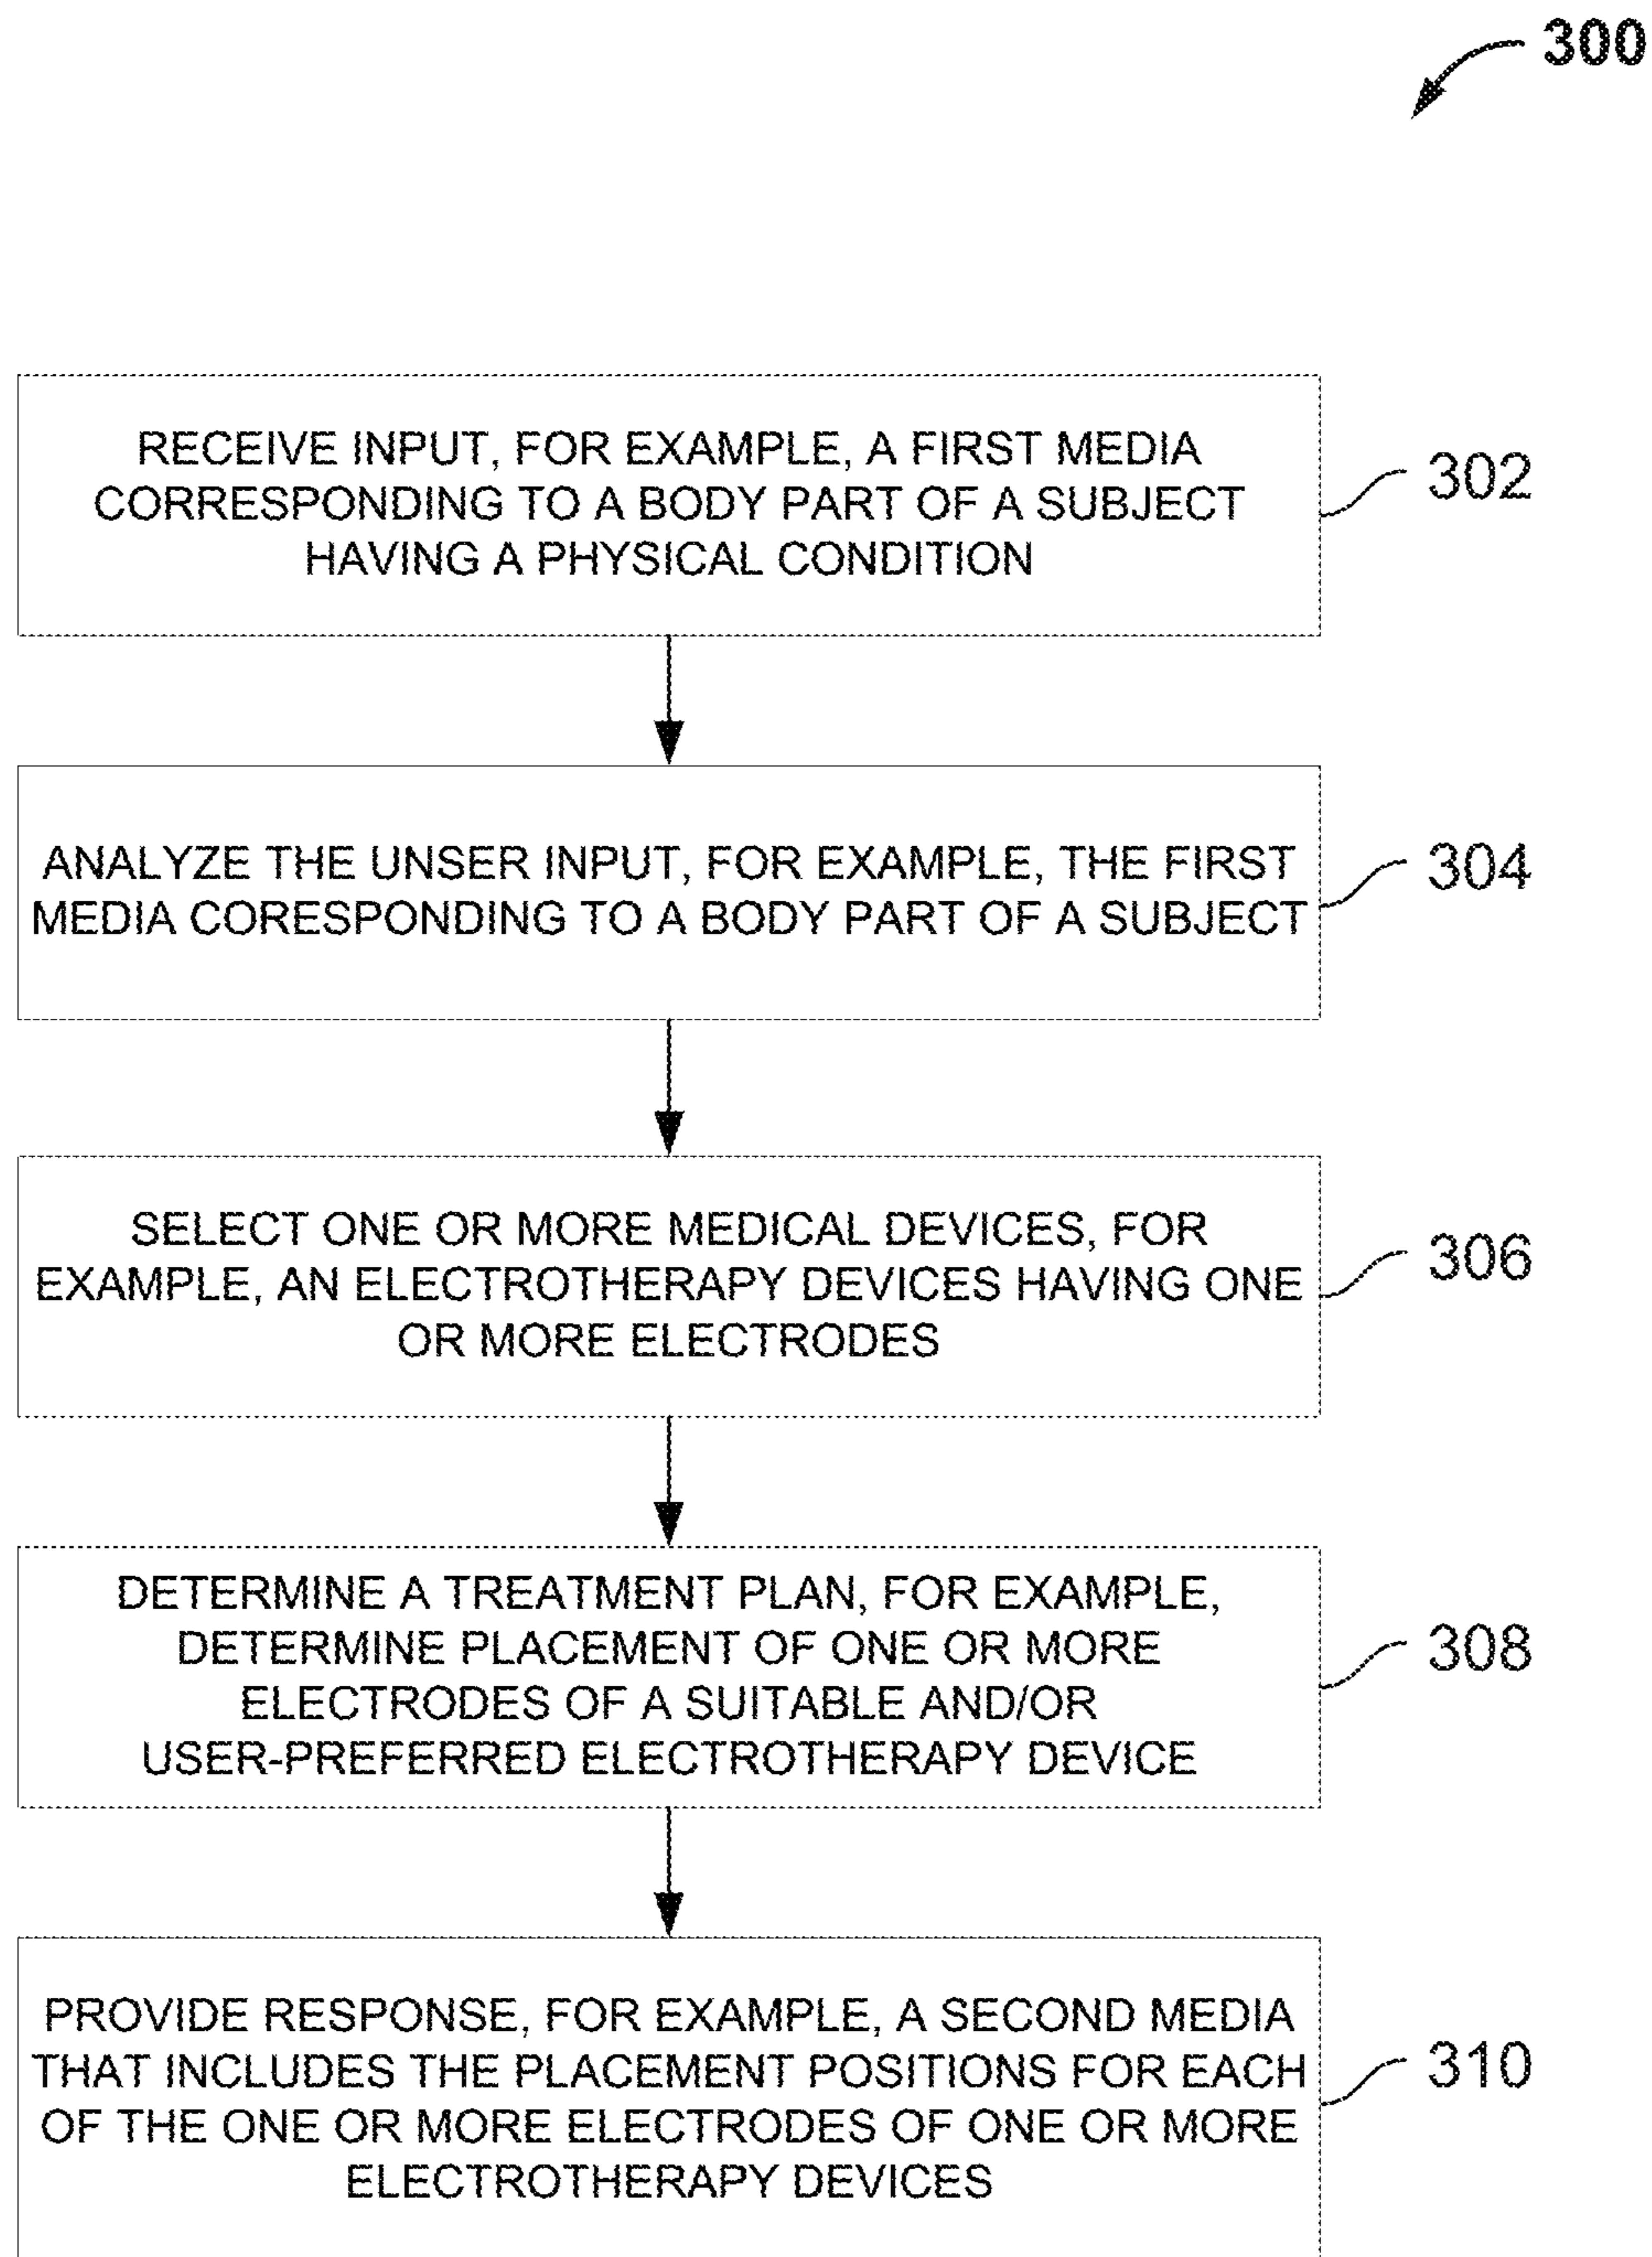 300
RECEIVE INPUT, FOR EXAMPLE, A FIRST MEDIA
CORRESPONDING TO A BODY PART OF A SUBJECT
HAVING A PHYSICAL CONDITION
302
ANALYZE THE UNSER INPUT, FOR EXAMPLE, THE FIRST
MEDIA CORESPONDING TO A BODY PART OF A SUBJECT
304
SELECT ONE OR MORE MEDICAL DEVICES, FOR
EXAMPLE, AN ELECTROTHERAPY DEVICES HAVING ONE
OR MORE ELECTRODES
306
DETERMINE A TREATMENT PLAN, FOR EXAMPLE,
DETERMINE PLACEMENT OF ONE OR MORE
ELECTRODES OF A SUITABLE AND/OR
USER-PREFERRED ELECTROTHERAPY DEVICE
308
PROVIDE RESPONSE, FOR EXAMPLE, A SECOND MEDIA
THAT INCLUDES THE PLACEMENT POSITIONS FOR EACH
OF THE ONE OR MORE ELECTRODES OF ONE OR MORE
ELECTROTHERAPY DEVICES
310